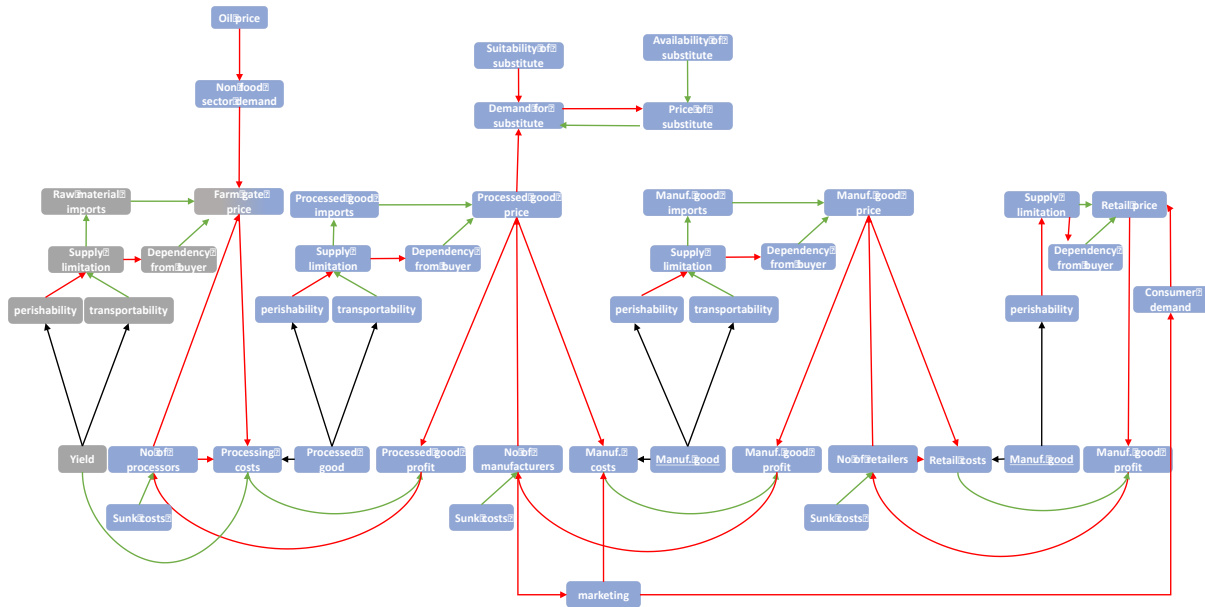 Oil price
Suitability of
substitute
Availability of
substitute
Non food
sector demand
Demand for
substitute
Price of
substitute
Raw material
imports
Farm gate
price
Processed good
imports
Processed good
price
Manuf. good
imports
Manuf. good
price
Supply
limitation
Retail price
Supply
limitation
Dependency
from buyer
Supply
limitation
Dependency
from buyer
Supply
limitation
Dependency
from buyer
Dependency
from buyer
perishability
transportability
perishability
transportability
perishability
transportability
perishability
Consumer
demand
Yield
No of
processors
Processing
costs
Processed
good
Processed good
profit
No of
manufacturers
Manuf.
costs
Manuf. good
Manuf. good
profit
No of retailers
Retail costs
Manuf. good
Manuf. good
profit
Sunk costs
Sunk costs
Sunk costs
marketing